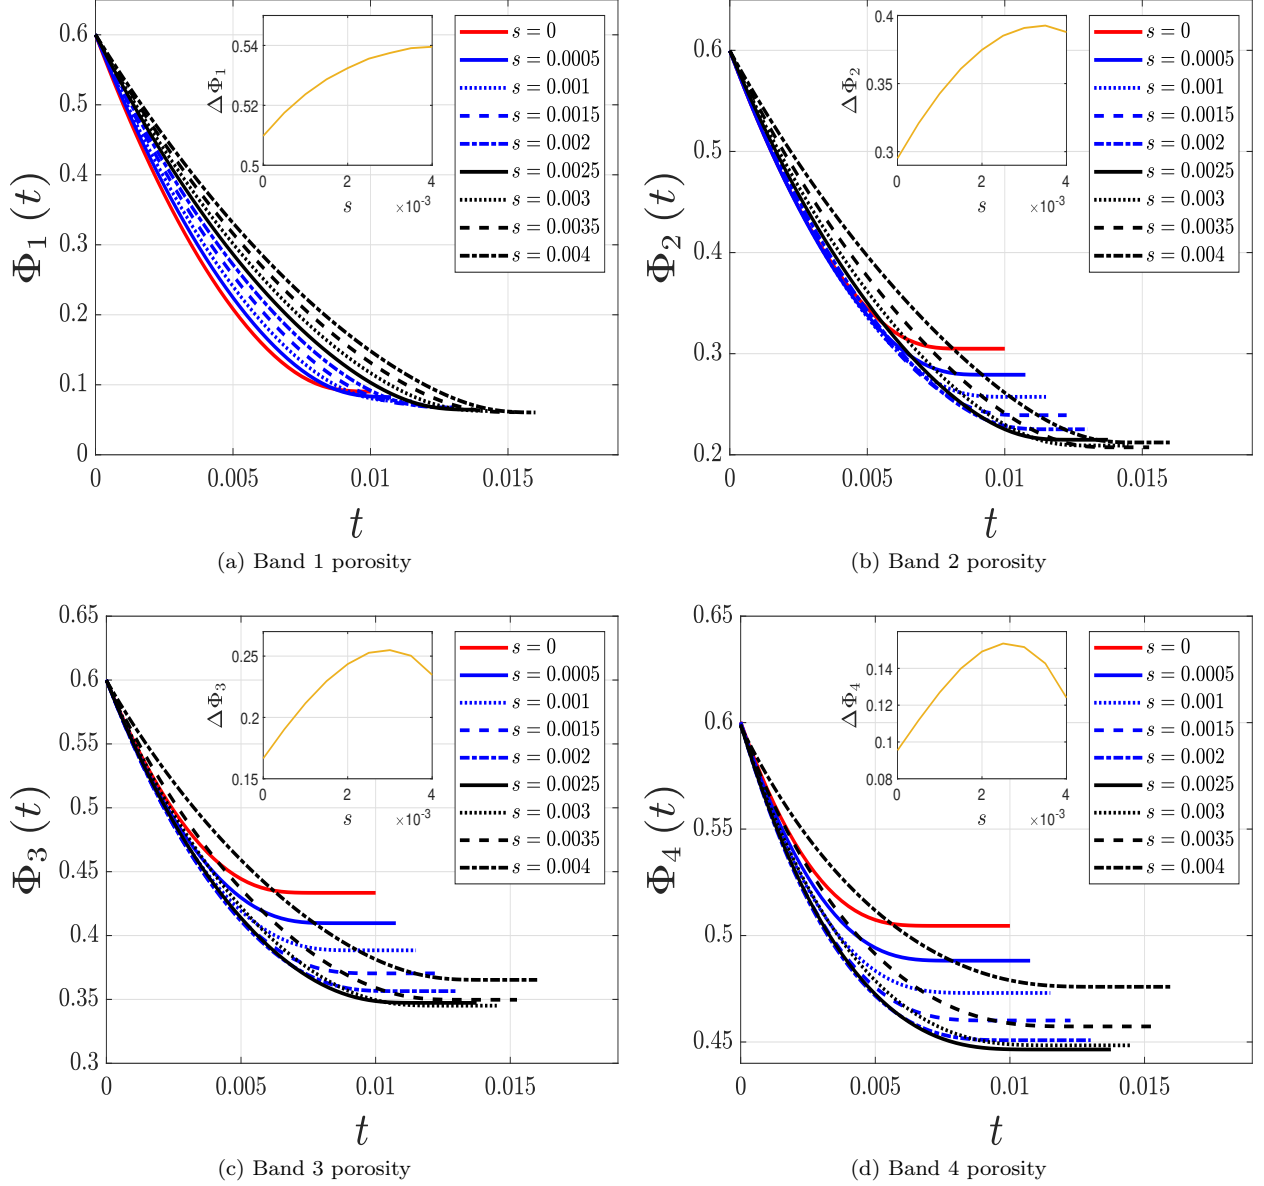 0.6
0.5
0.4
0.3
0.2
0.1
0
Φ₁(t)
0 0.005 0.01 0.015
t
0.54
0.52
0.5
ΔΦ₁
0 2 4
s ×10⁻³
s = 0
s = 0.0005
s = 0.001
s = 0.0015
s = 0.002
s = 0.0025
s = 0.003
s = 0.0035
s = 0.004
(a) Band 1 porosity
0.6
0.5
0.4
0.3
0.2
Φ₂(t)
0 0.005 0.01 0.015
t
0.4
0.35
0.3
ΔΦ₂
0 2 4
s ×10⁻³
s = 0
s = 0.0005
s = 0.001
s = 0.0015
s = 0.002
s = 0.0025
s = 0.003
s = 0.0035
s = 0.004
(b) Band 2 porosity
0.65
0.6
0.55
0.5
0.45
0.4
0.35
0.3
Φ₃(t)
0 0.005 0.01 0.015
t
0.25
0.2
0.15
ΔΦ₃
0 2 4
s ×10⁻³
s = 0
s = 0.0005
s = 0.001
s = 0.0015
s = 0.002
s = 0.0025
s = 0.003
s = 0.0035
s = 0.004
(c) Band 3 porosity
0.65
0.6
0.55
0.5
0.45
Φ₄(t)
0 0.005 0.01 0.015
t
0.14
0.12
0.1
0.08
ΔΦ₄
0 2 4
s ×10⁻³
s = 0
s = 0.0005
s = 0.001
s = 0.0015
s = 0.002
s = 0.0025
s = 0.003
s = 0.0035
s = 0.004
(d) Band 4 porosity